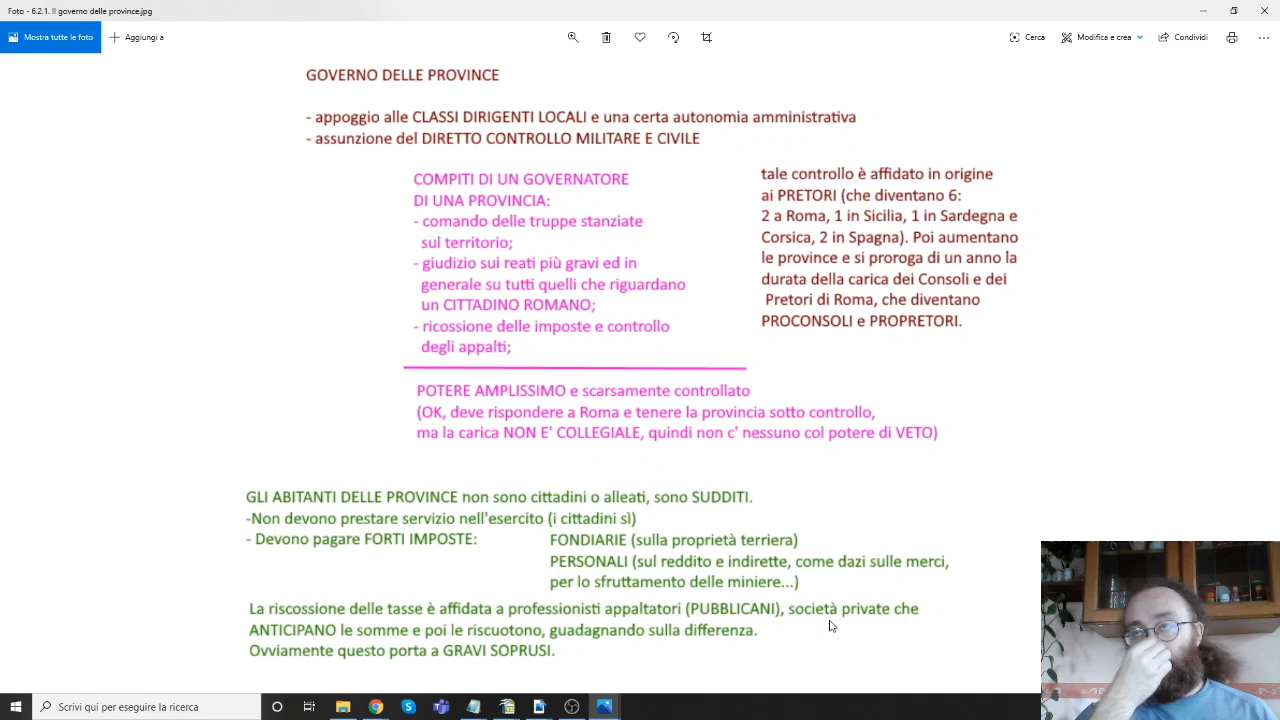 Foto - 6.2.1. Il governo delle province.jpg
Mostra tutte le foto
Aggiungi a
Cerca
Modifica e crea
Condividi
GOVERNO DELLE PROVINCE
- appoggio alle CLASSI DIRIGENTI LOCALI e una certa autonomia amministrativa
- assunzione del DIRETTO CONTROLLO MILITARE E CIVILE
COMPITI DI UN GOVERNATORE
DI UNA PROVINCIA:
- comando delle truppe stanziate
sul territorio;
- giudizio sui reati più gravi ed in
generale su tutti quelli che riguardano
un CITTADINO ROMANO;
- ricossione delle imposte e controllo
degli appalti;
tale controllo è affidato in origine
ai PRETORI (che diventano 6:
2 a Roma, 1 in Sicilia, 1 in Sardegna e
Corsica, 2 in Spagna). Poi aumentano
le province e si proroga di un anno la
durata della carica dei Consoli e dei
Pretori di Roma, che diventano
PROCONSOLI e PROPRETORI.
POTERE AMPLISSIMO e scarsamente controllato
(OK, deve rispondere a Roma e tenere la provincia sotto controllo,
ma la carica NON E' COLLEGIALE, quindi non c' nessuno col potere di VETO)
GLI ABITANTI DELLE PROVINCE non sono cittadini o alleati, sono SUDDITI.
-Non devono prestare servizio nell'esercito (i cittadini sì)
- Devono pagare FORTI IMPOSTE:
FONDIARIE (sulla proprietà terriera)
PERSONALI (sul reddito e indirette, come dazi sulle merci,
per lo sfruttamento delle miniere...)
La riscossione delle tasse è affidata a professionisti appaltatori (PUBBLICANI), società private che
ANTICIPANO le somme e poi le riscuotono, guadagnando sulla differenza.
Ovviamente questo porta a GRAVI SOPRUSI.
Scrivi qui per eseguire la ricerca